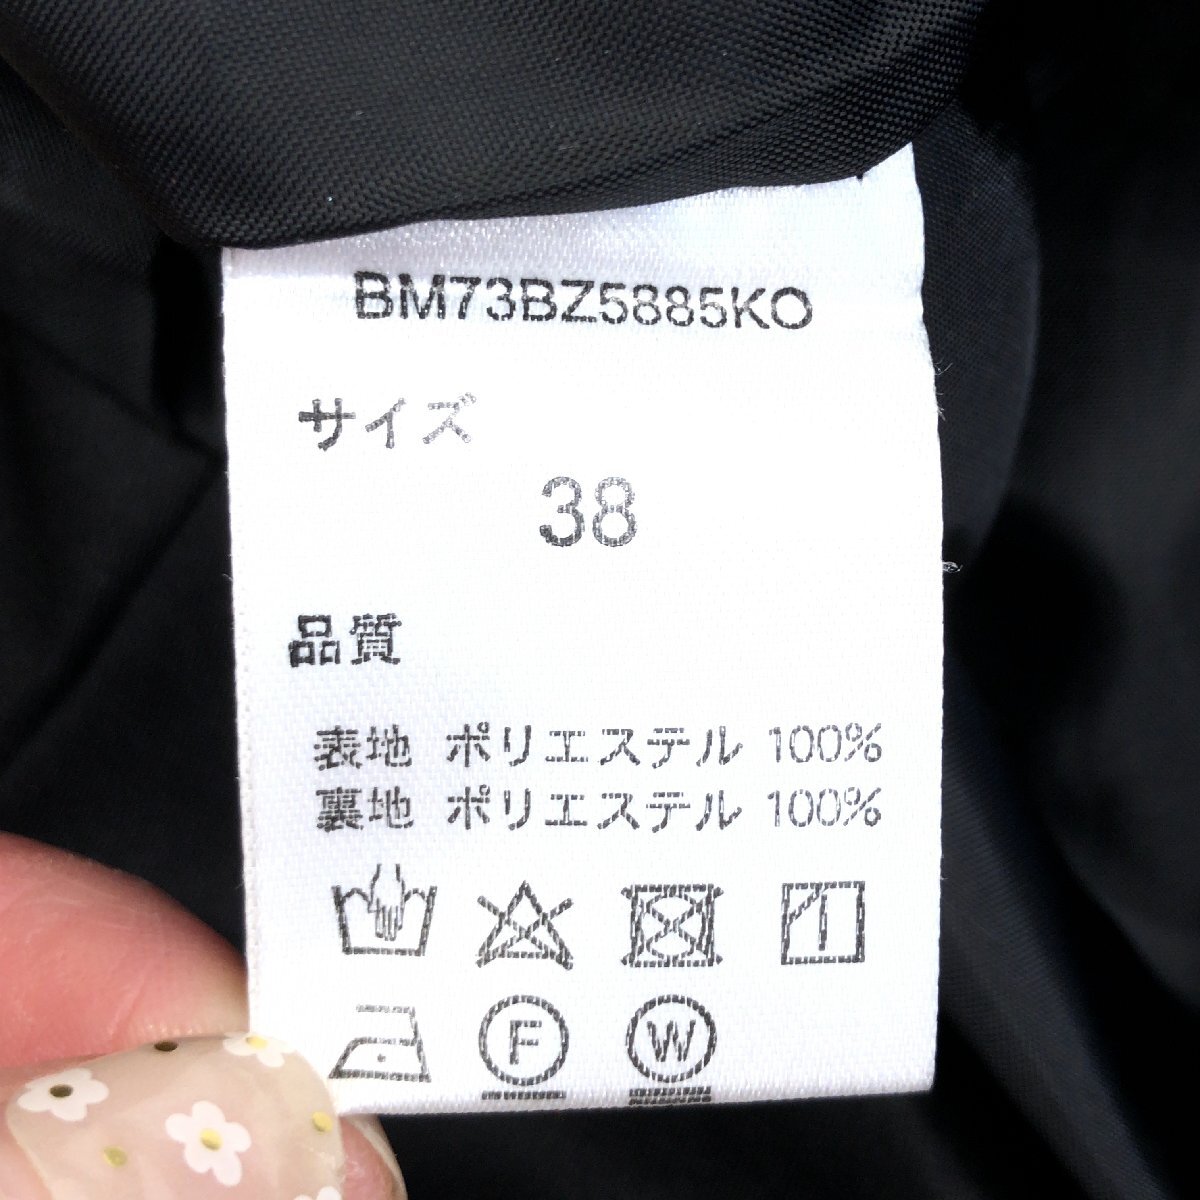 BM73BZ5885KO
サイズ
38
品質
表地 ポリエステル 100%
裏地 ポリエステル 100%
F W